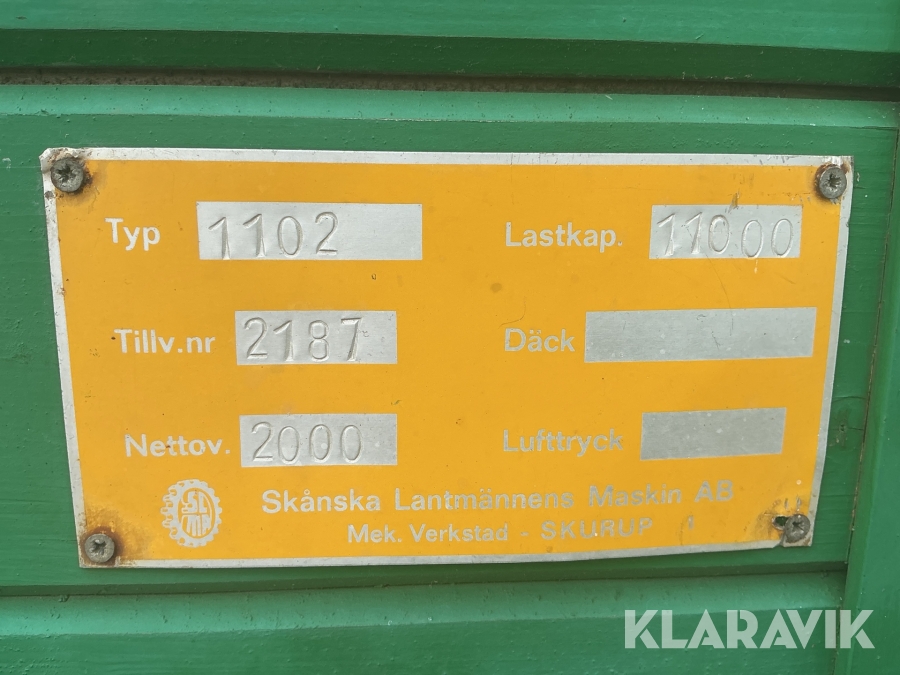 Typ 1102 Lastkap. 11000
Tillv.nr 2187 Däck
Nettov. 2000 Lufttryck
Skånska Lantmännens Maskin AB
Mek. Verkstad - SKURUP
KLARAVIK